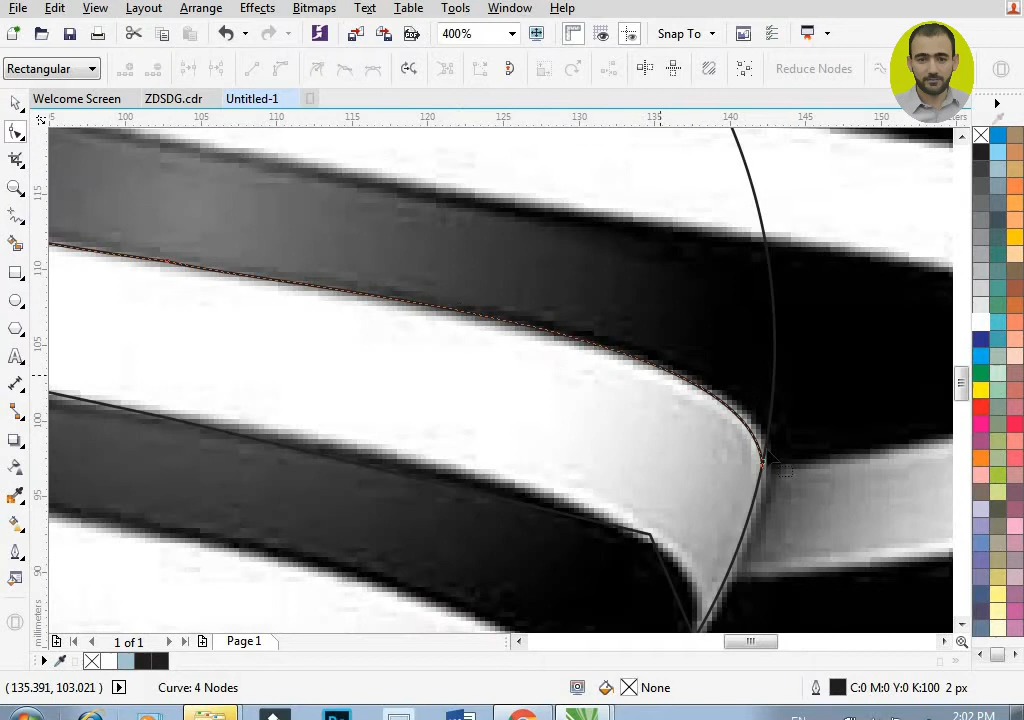 File Edit View Layout Arrange Effects Bitmaps Text Table Tools Window Help
400% Snap To
Rectangular Reduce Nodes
Welcome Screen ZDSDG.cdr Untitled-1
100 105 110 115 120 125 130 135 140 145 150
115
110
105
100
95
90
millimeters
1 of 1 Page 1
(135.391, 103.021) Curve: 4 Nodes None C:0 M:0 Y:0 K:100 2 px
2:02 PM